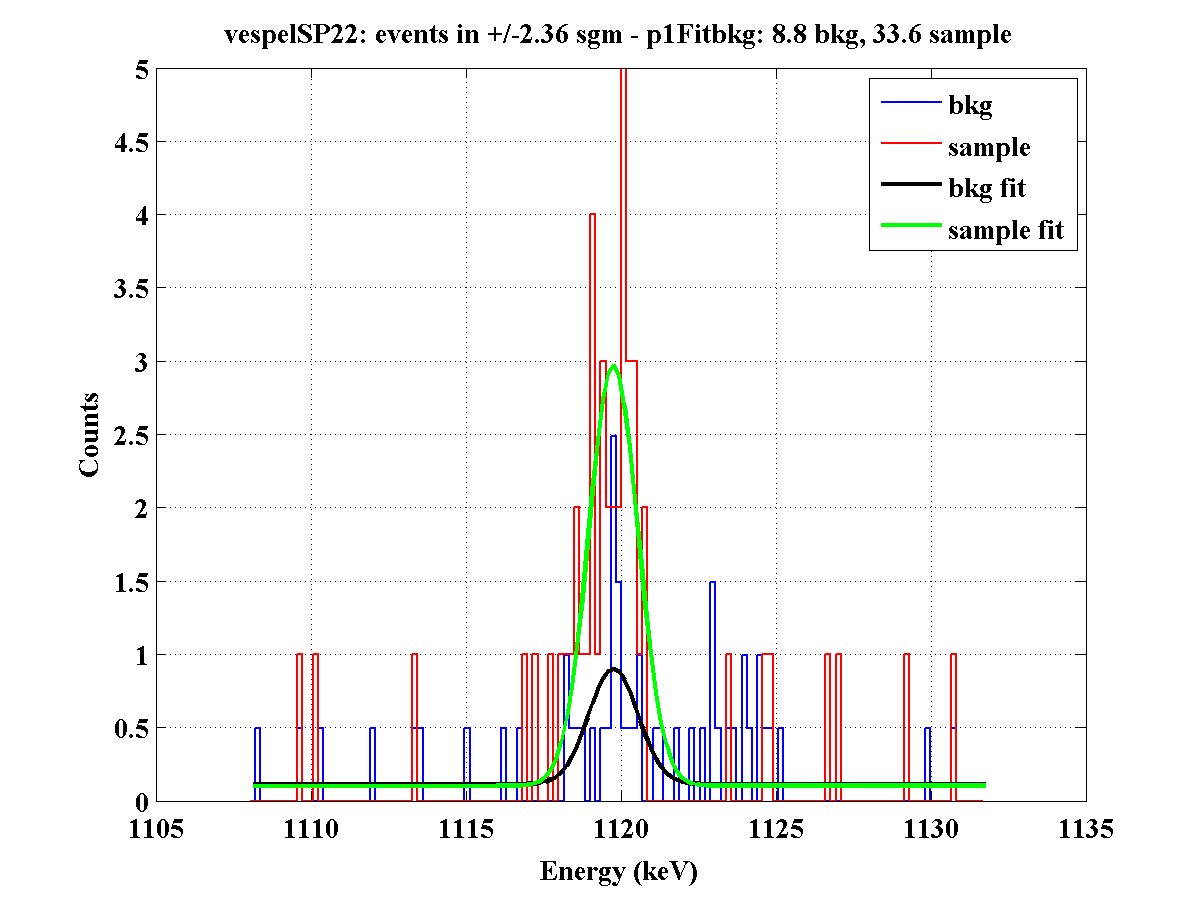 vespelSP22: events in +/-2.36 sgm - p1Fitbkg: 8.8 bkg, 33.6 sample
5
4.5
4
3.5
3
2.5
2
1.5
1
0.5
0
Counts
bkg
sample
bkg fit
sample fit
1105 1110 1115 1120 1125 1130 1135
Energy (keV)